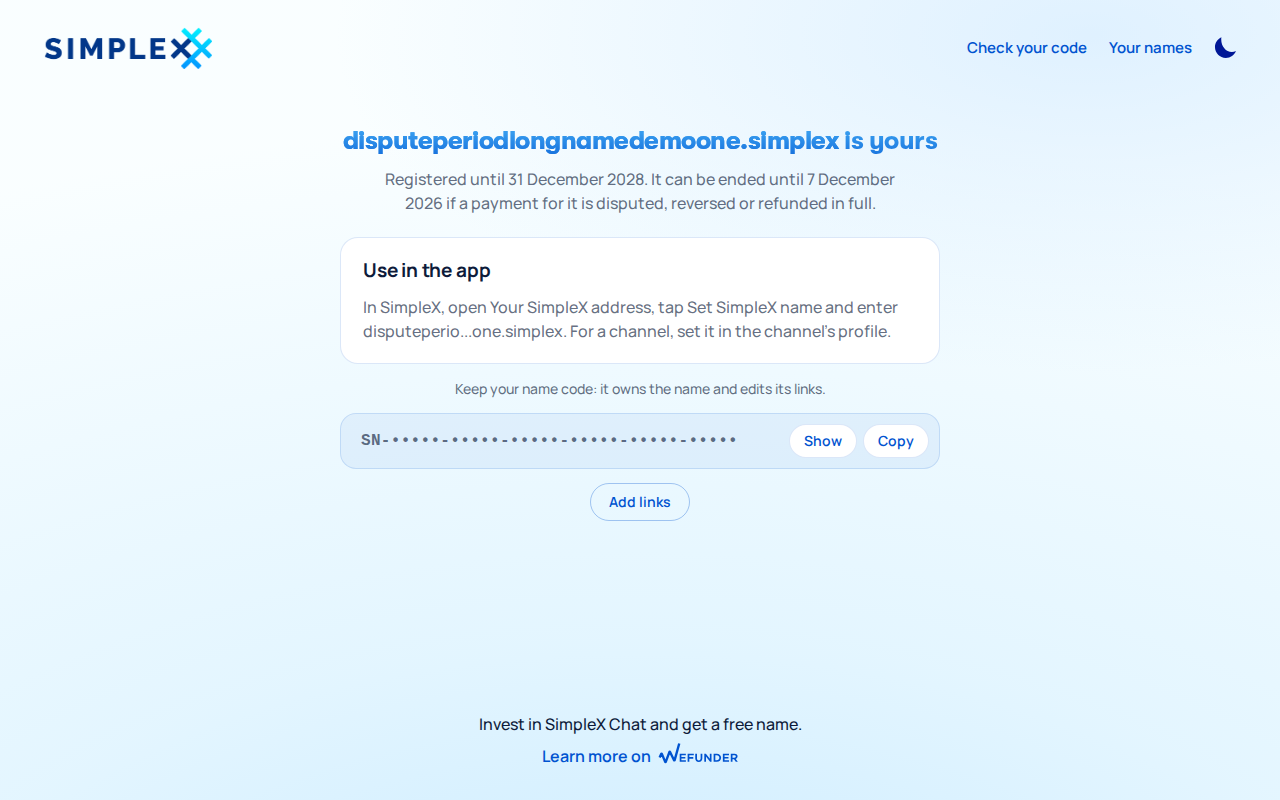 SIMPLEX
Check your code
Your names
disputeperiodlongnamedemoone.simplex is yours
Registered until 31 December 2028. It can be ended until 7 December
2026 if a payment for it is disputed, reversed or refunded in full.
Use in the app
In SimpleX, open Your SimpleX address, tap Set SimpleX name and enter
disputeperio...one.simplex. For a channel, set it in the channel's profile.
Keep your name code: it owns the name and edits its links.
SN-•••••-•••••-•••••-•••••-•••••-•••••
Show
Copy
Add links
Invest in SimpleX Chat and get a free name.
Learn more on WEFUNDER